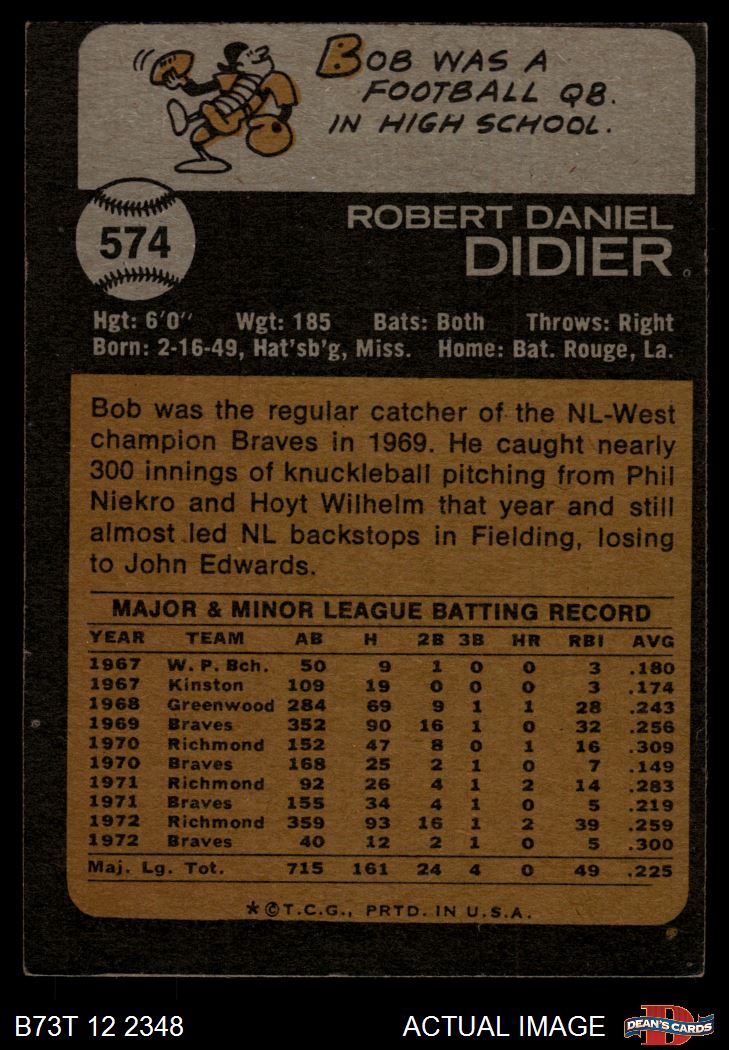 BOB WAS A
FOOTBALL QB.
IN HIGH SCHOOL.
574
ROBERT DANIEL
DIDIER
Hgt: 6'0'' Wgt: 185 Bats: Both Throws: Right
Born: 2-16-49, Hat'sb'g, Miss. Home: Bat. Rouge, La.
Bob was the regular catcher of the NL-West
champion Braves in 1969. He caught nearly
300 innings of knuckleball pitching from Phil
Niekro and Hoyt Wilhelm that year and still
almost led NL backstops in Fielding, losing
to John Edwards.
MAJOR & MINOR LEAGUE BATTING RECORD
YEAR TEAM AB H 2B 3B HR RBI AVG
1967 W. P. Bch. 50 9 1 0 0 3 .180
1967 Kinston 109 19 0 0 0 3 .174
1968 Greenwood 284 69 9 1 1 28 .243
1969 Braves 352 90 16 1 0 32 .256
1970 Richmond 152 47 8 0 1 16 .309
1970 Braves 168 25 2 1 0 7 .149
1971 Richmond 92 26 4 1 2 14 .283
1971 Braves 155 34 4 1 0 5 .219
1972 Richmond 359 93 16 1 2 39 .259
1972 Braves 40 12 2 1 0 5 .300
Maj. Lg. Tot. 715 161 24 4 0 49 .225
*©T.C.G., PRTD. IN U.S.A.
B73T 12 2348 ACTUAL IMAGE
D
DEAN'S CARDS